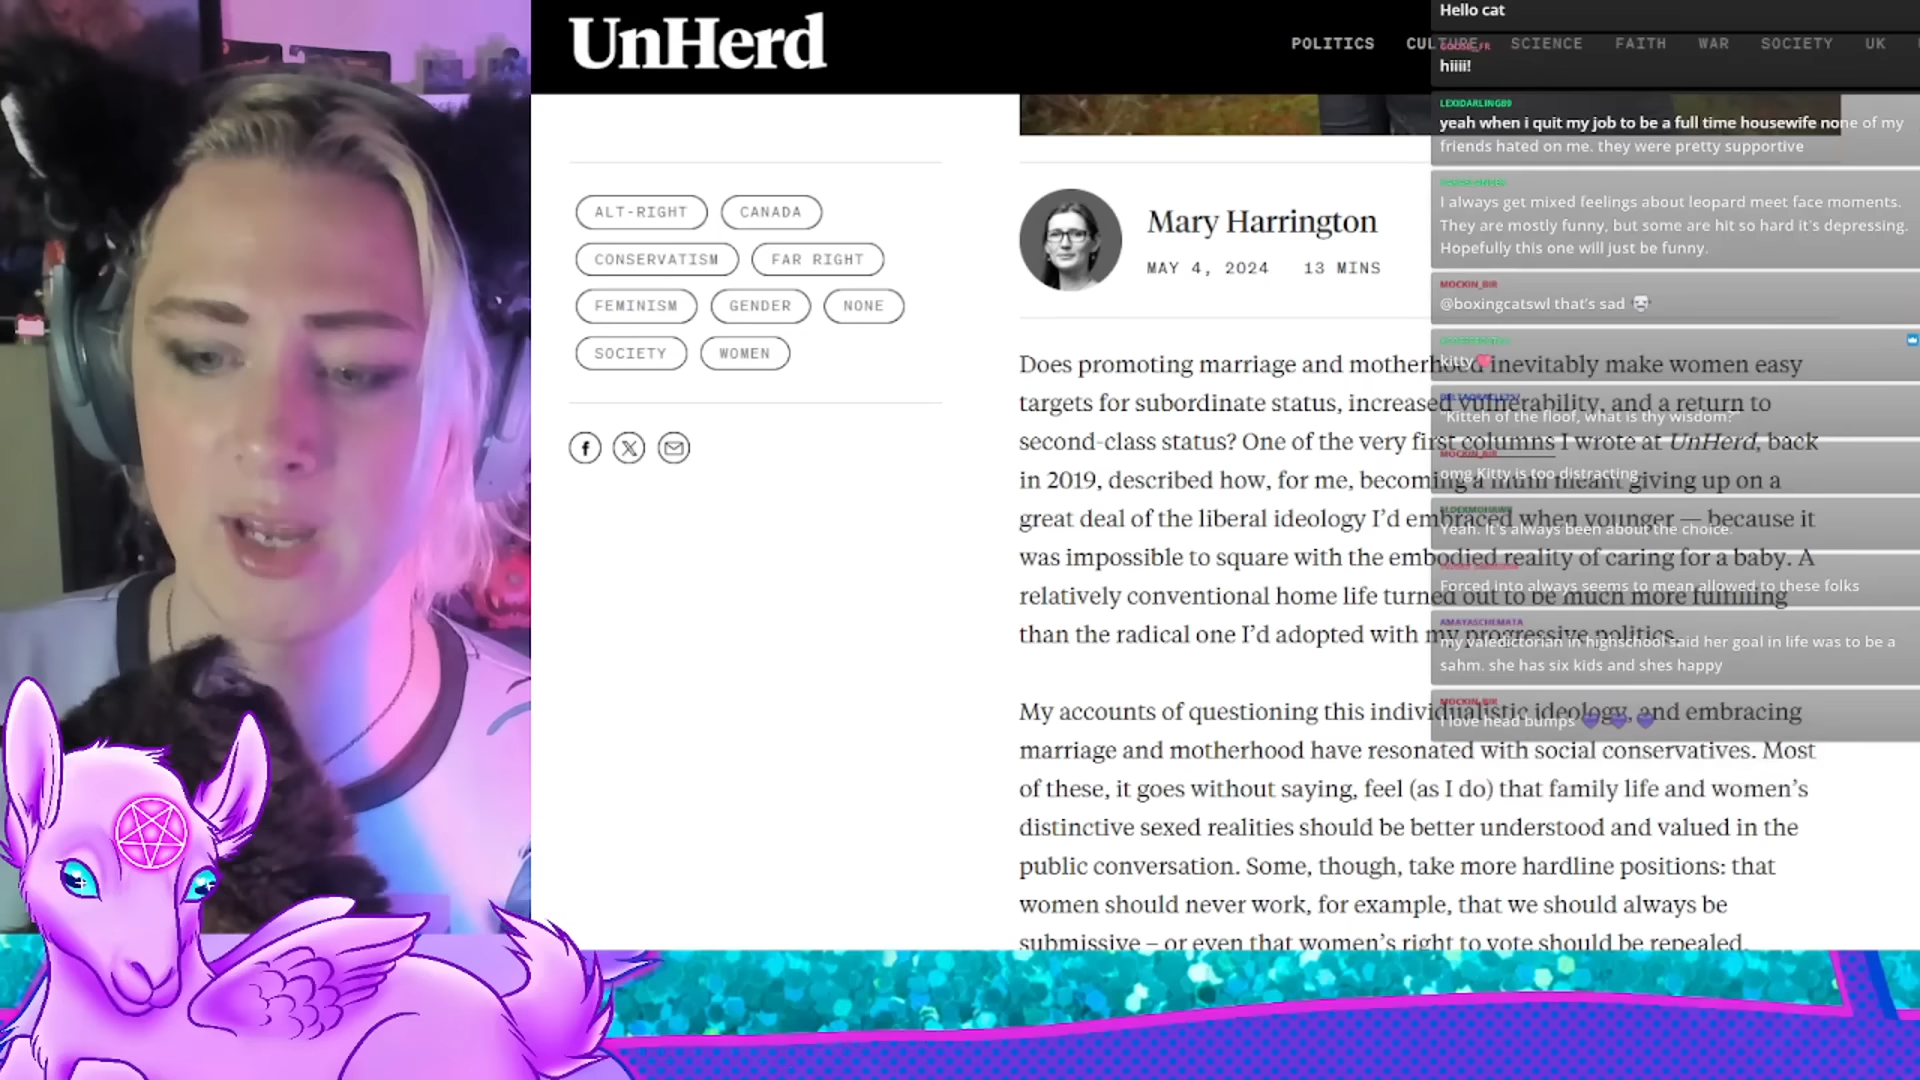 UnHerd
POLITICS CULTURE SCIENCE FAITH WAR SOCIETY UK
ALT-RIGHT CANADA
CONSERVATISM FAR RIGHT
FEMINISM GENDER NONE
SOCIETY WOMEN
Mary Harrington
MAY 4, 2024 13 MINS
Does promoting marriage and motherhood inevitably make women easy
targets for subordinate status, increased vulnerability, and a return to
second-class status? One of the very first columns I wrote at UnHerd, back
in 2019, described how, for me, becoming a mum meant giving up on a
great deal of the liberal ideology I’d embraced when younger — because it
was impossible to square with the embodied reality of caring for a baby. A
relatively conventional home life turned out to be much more fulfilling
than the radical one I’d adopted with my progressive politics.
My accounts of questioning this individualistic ideology, and embracing
marriage and motherhood have resonated with social conservatives. Most
of these, it goes without saying, feel (as I do) that family life and women’s
distinctive sexed realities should be better understood and valued in the
public conversation. Some, though, take more hardline positions: that
women should never work, for example, that we should always be
submissive – or even that women’s right to vote should be repealed.
Hello cat
hiiii!
LEXIDARLING89
yeah when i quit my job to be a full time housewife none of my
friends hated on me. they were pretty supportive
I always get mixed feelings about leopard meet face moments.
They are mostly funny, but some are hit so hard it's depressing.
Hopefully this one will just be funny.
MOCKIN_BIR
@boxingcatswl that's sad
kitty
"Kitteh of the floof, what is thy wisdom?"
MOCKIN_BIR
omg Kitty is too distracting
ELDERMOHAWK
Yeah. It's always been about the choice.
Forced into always seems to mean allowed to these folks
AMAYASCHEMATA
my valedictorian in highschool said her goal in life was to be a
sahm. she has six kids and shes happy
MOCKIN_BIR
I love head bumps